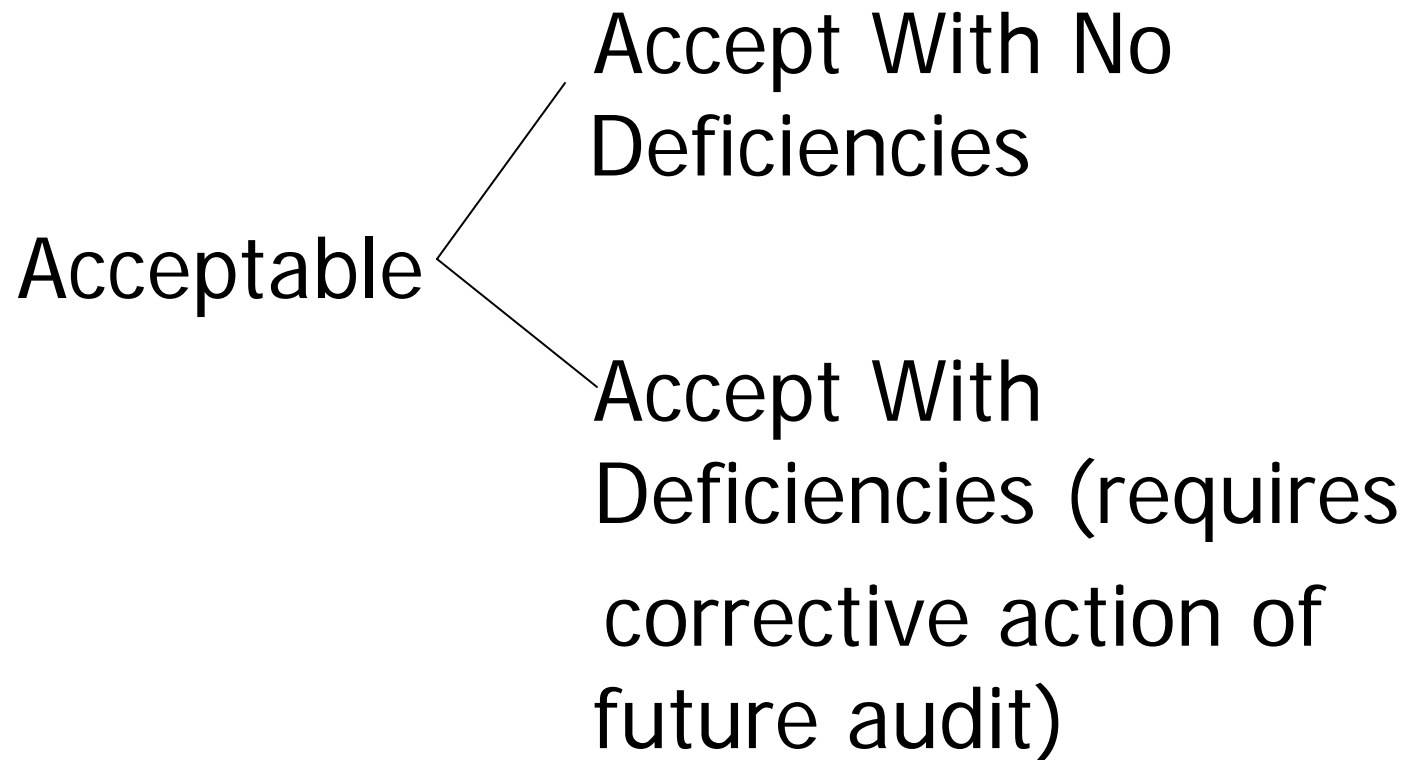 Accept With No
Deficiencies
Acceptable
Accept With
Deficiencies (requires
corrective action of
future audit)